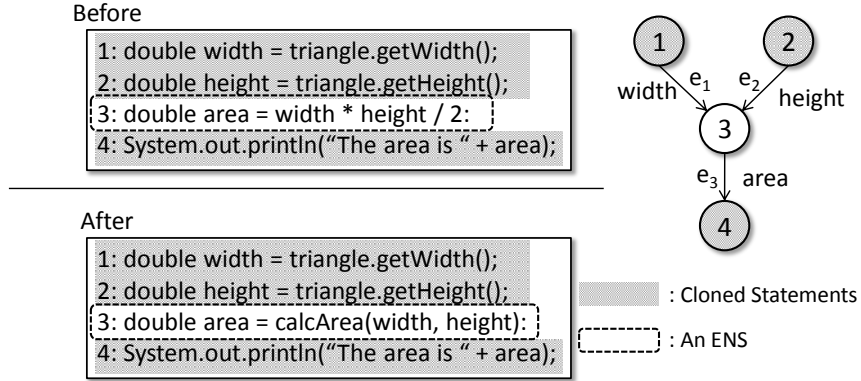 Before
1: double width = triangle.getWidth();
2: double height = triangle.getHeight();
3: double area = width * height / 2:
4: System.out.println(“The area is “ + area);
1
2
width
e1
e2
height
3
e3
area
4
After
1: double width = triangle.getWidth();
2: double height = triangle.getHeight();
3: double area = calcArea(width, height):
4: System.out.println(“The area is “ + area);
: Cloned Statements
: An ENS